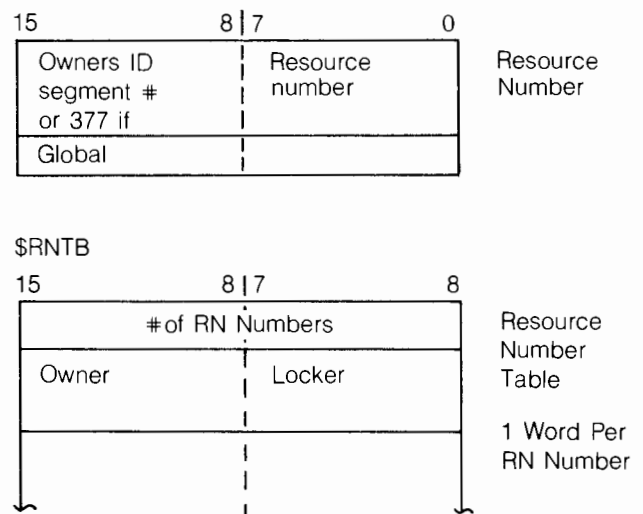 15 8 7 0
Owners ID Resource Resource
segment # number Number
or 377 if
Global
$RNTB
15 8 7 8
# of RN Numbers Resource
Number
Owner Locker Table
1 Word Per
RN Number